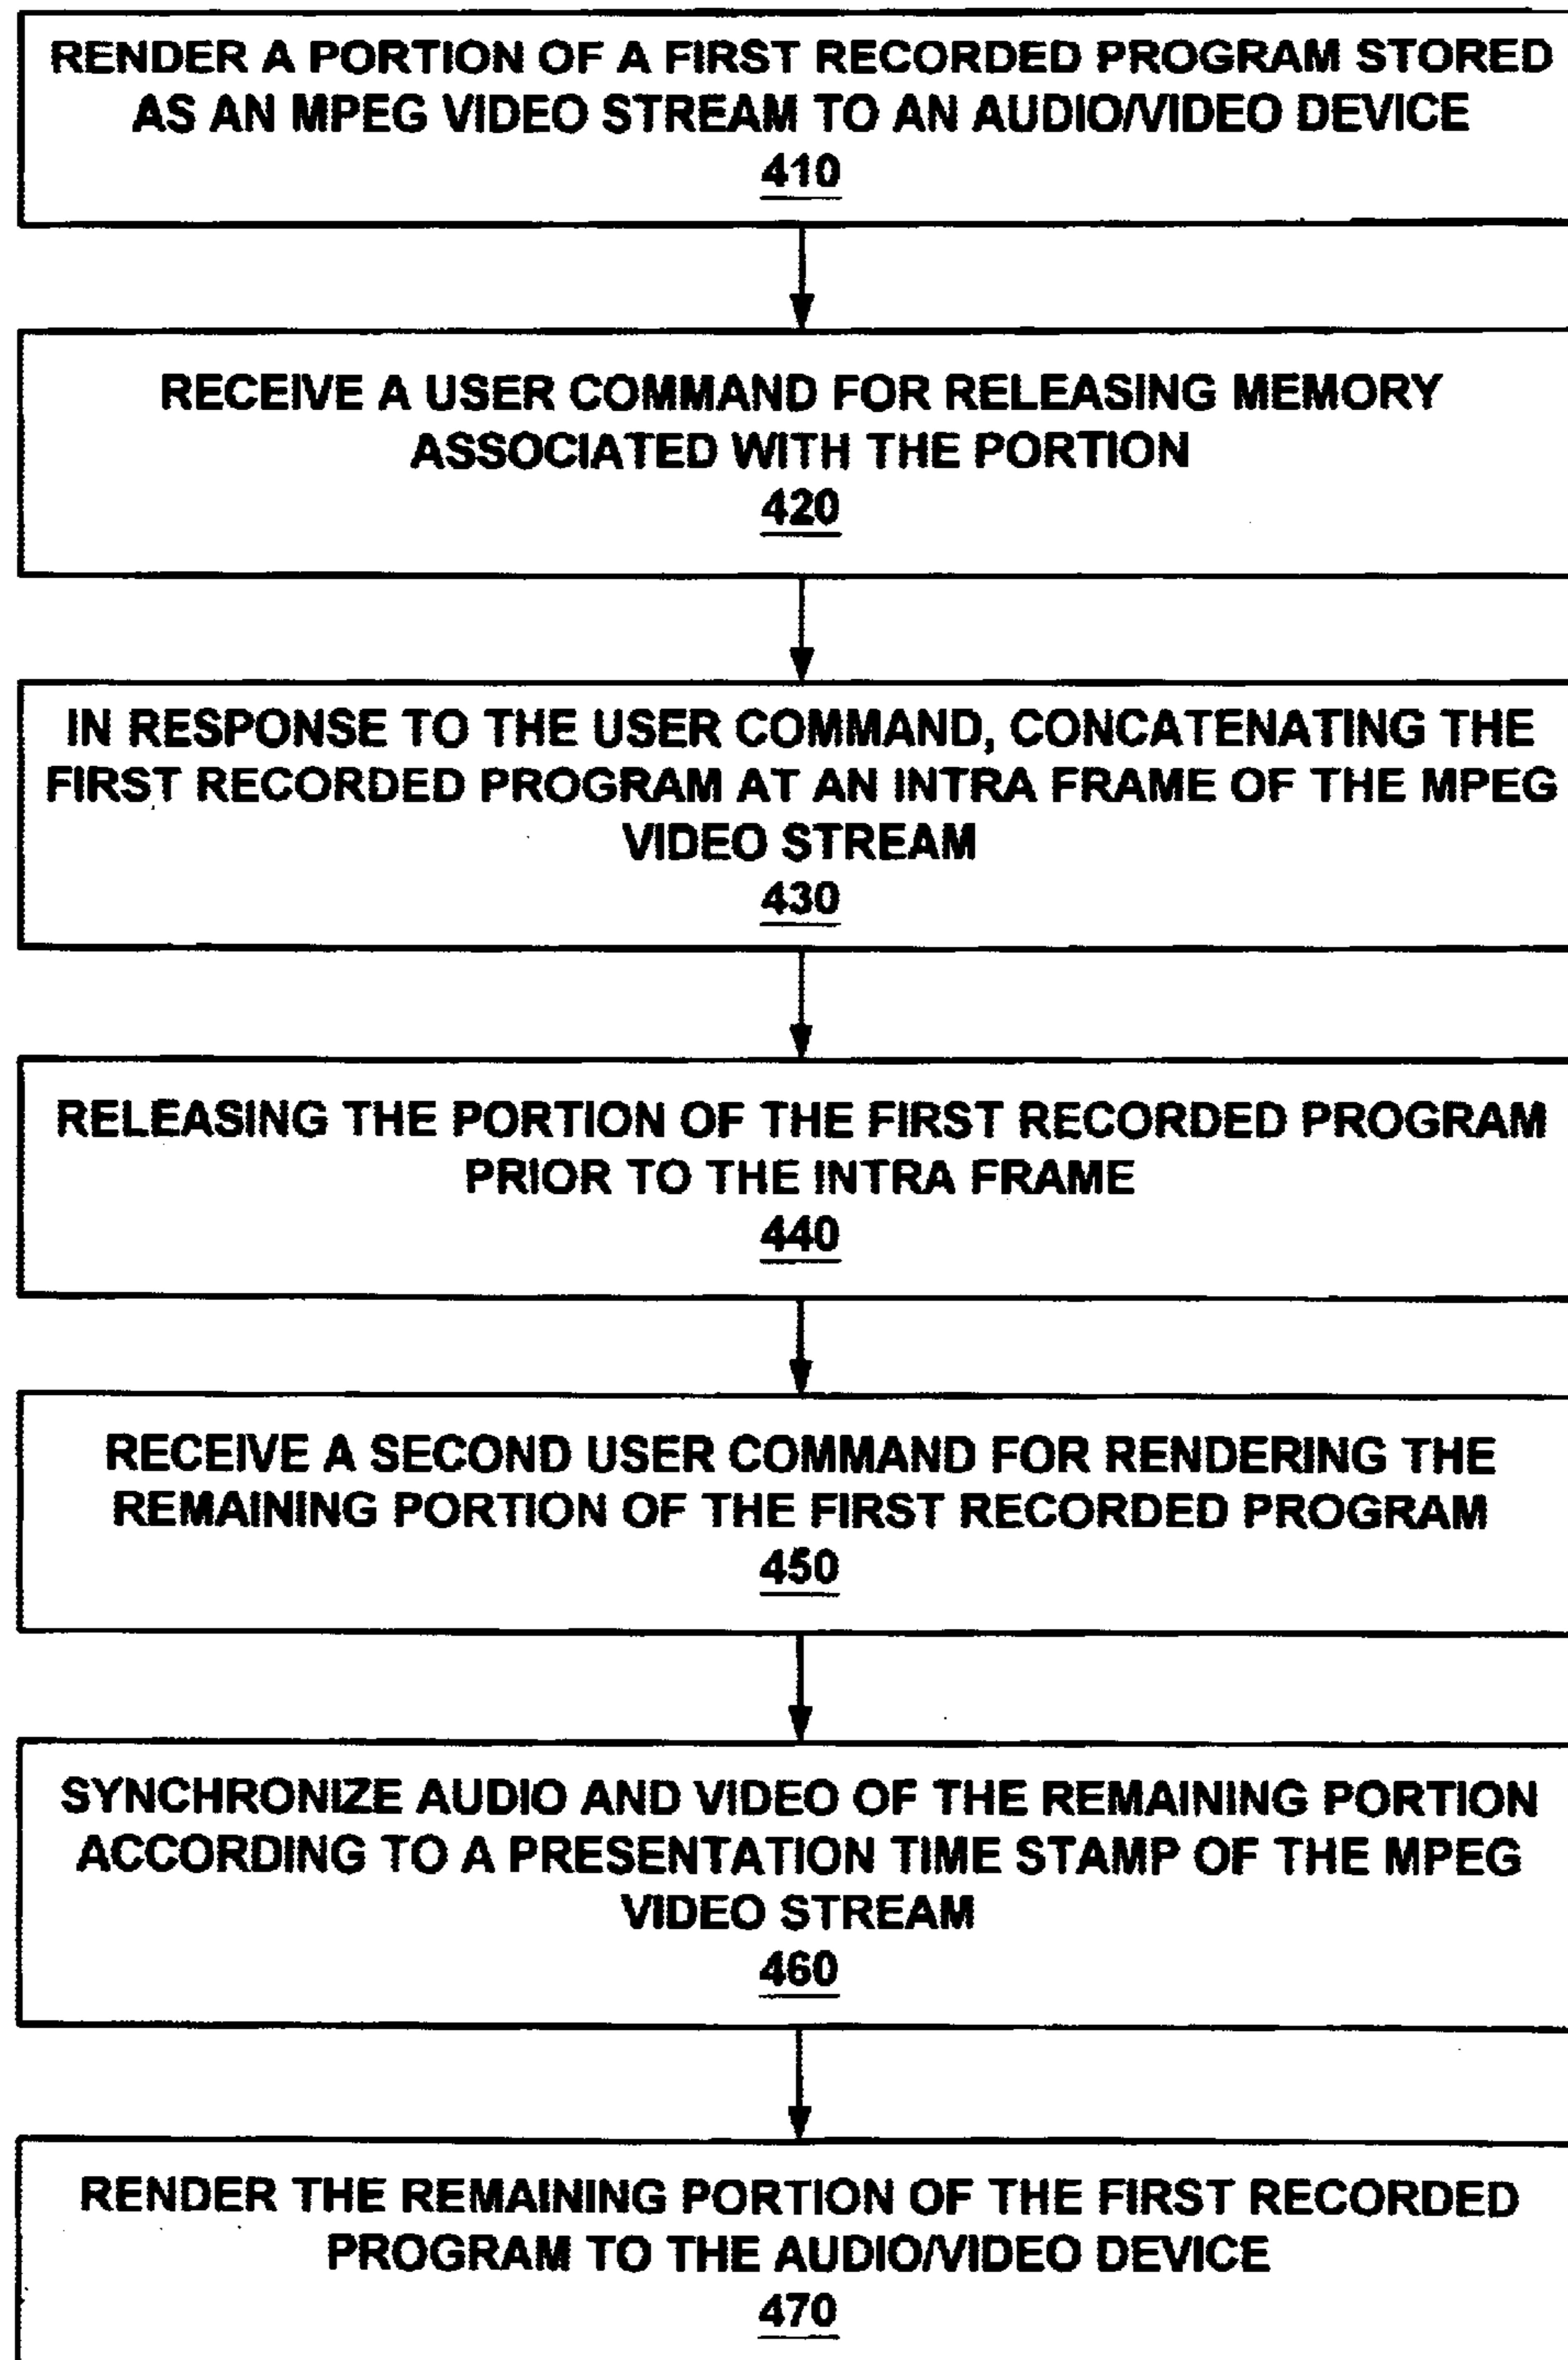 RENDER A PORTION OF A FIRST RECORDED PROGRAM STORED
AS AN MPEG VIDEO STREAM TO AN AUDIO/VIDEO DEVICE
410
RECEIVE A USER COMMAND FOR RELEASING MEMORY
ASSOCIATED WITH THE PORTION
420
IN RESPONSE TO THE USER COMMAND, CONCATENATING THE
FIRST RECORDED PROGRAM AT AN INTRA FRAME OF THE MPEG
VIDEO STREAM
430
RELEASING THE PORTION OF THE FIRST RECORDED PROGRAM
PRIOR TO THE INTRA FRAME
440
RECEIVE A SECOND USER COMMAND FOR RENDERING THE
REMAINING PORTION OF THE FIRST RECORDED PROGRAM
450
SYNCHRONIZE AUDIO AND VIDEO OF THE REMAINING PORTION
ACCORDING TO A PRESENTATION TIME STAMP OF THE MPEG
VIDEO STREAM
460
RENDER THE REMAINING PORTION OF THE FIRST RECORDED
PROGRAM TO THE AUDIO/VIDEO DEVICE
470